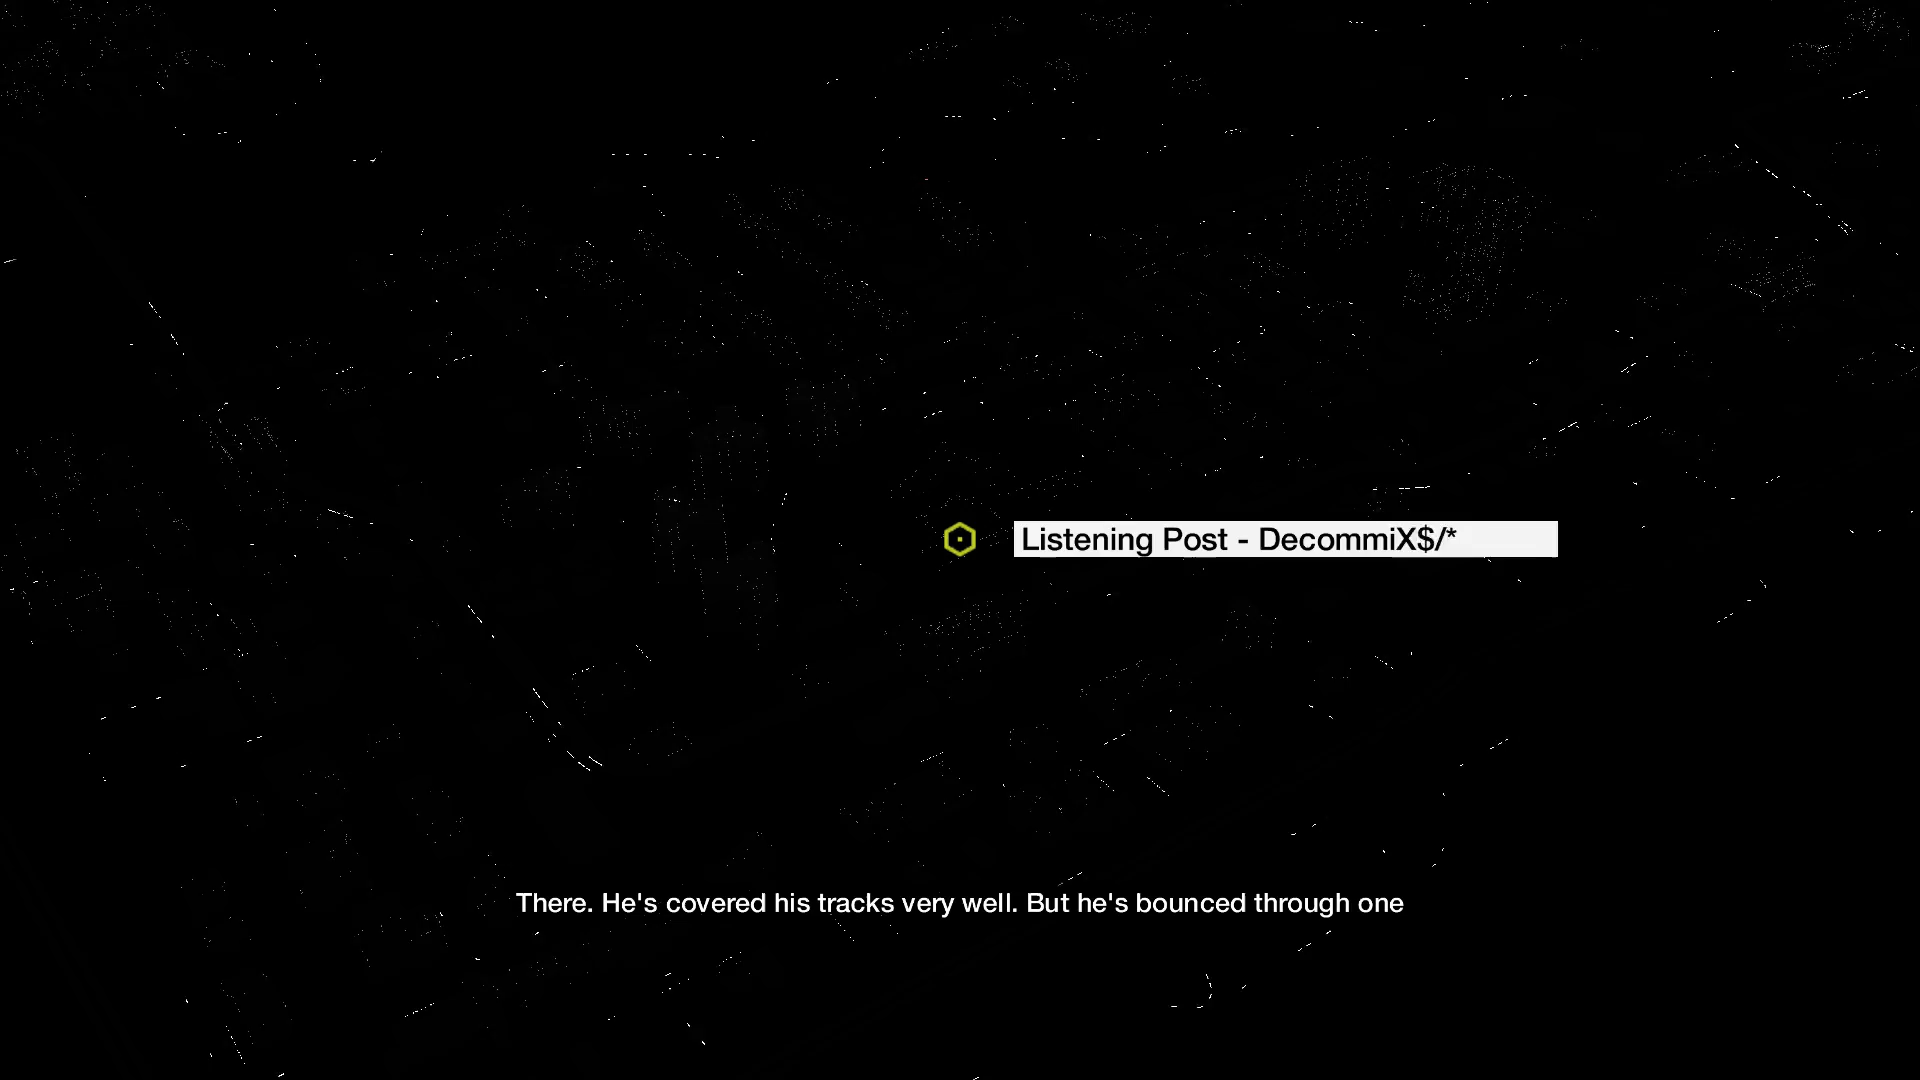 Listening Post - DecommiX$/*
There. He's covered his tracks very well. But he's bounced through one